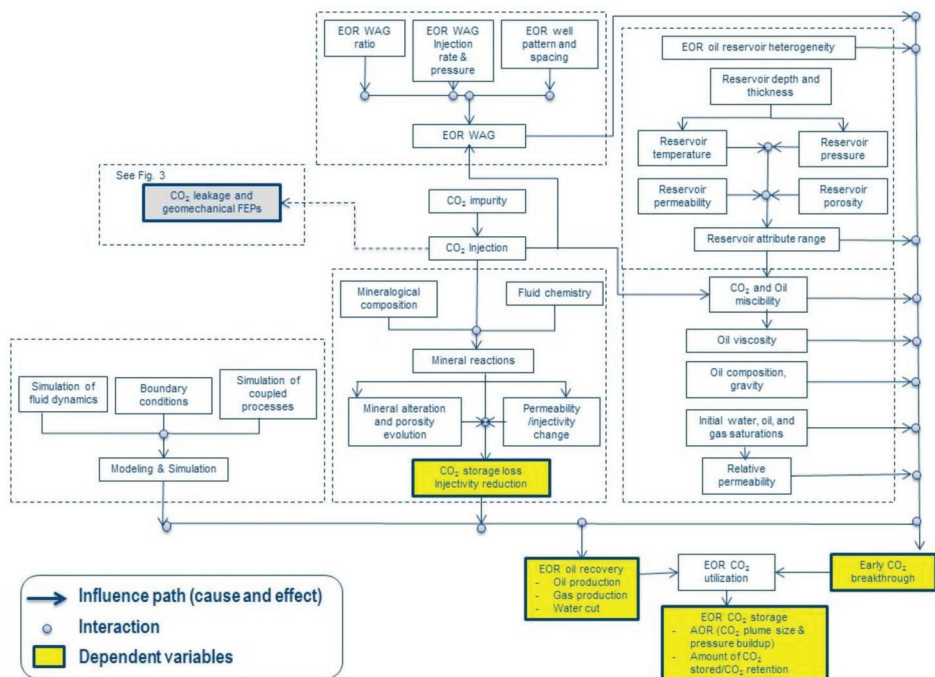 EOR WAG
ratio
EOR WAG
Injection
rate &
pressure
EOR well
pattern and
spacing
EOR WAG
EOR oil reservoir heterogeneity
Reservoir depth and
thickness
Reservoir
temperature
Reservoir
pressure
Reservoir
permeability
Reservoir
porosity
Reservoir attribute range
See Fig. 3
CO₂ leakage and
geomechanical FEPs
CO₂ impurity
CO₂ Injection
Mineralogical
composition
Fluid chemistry
Mineral reactions
Mineral alteration
and porosity
evolution
Permeability
/injectivity
change
CO₂ storage loss
Injectivity reduction
CO₂ and Oil
miscibility
Oil viscosity
Oil composition,
gravity
Initial water, oil, and
gas saturations
Relative
permeability
Simulation of
fluid dynamics
Boundary
conditions
Simulation of
coupled
processes
Modeling & Simulation
EOR oil recovery
- Oil production
- Gas production
- Water cut
EOR CO₂
utilization
Early CO₂
breakthrough
EOR CO₂ storage
- AOR (CO₂ plume size &
pressure buildup)
- Amount of CO₂
stored/CO₂ retention
Influence path (cause and effect)
Interaction
Dependent variables